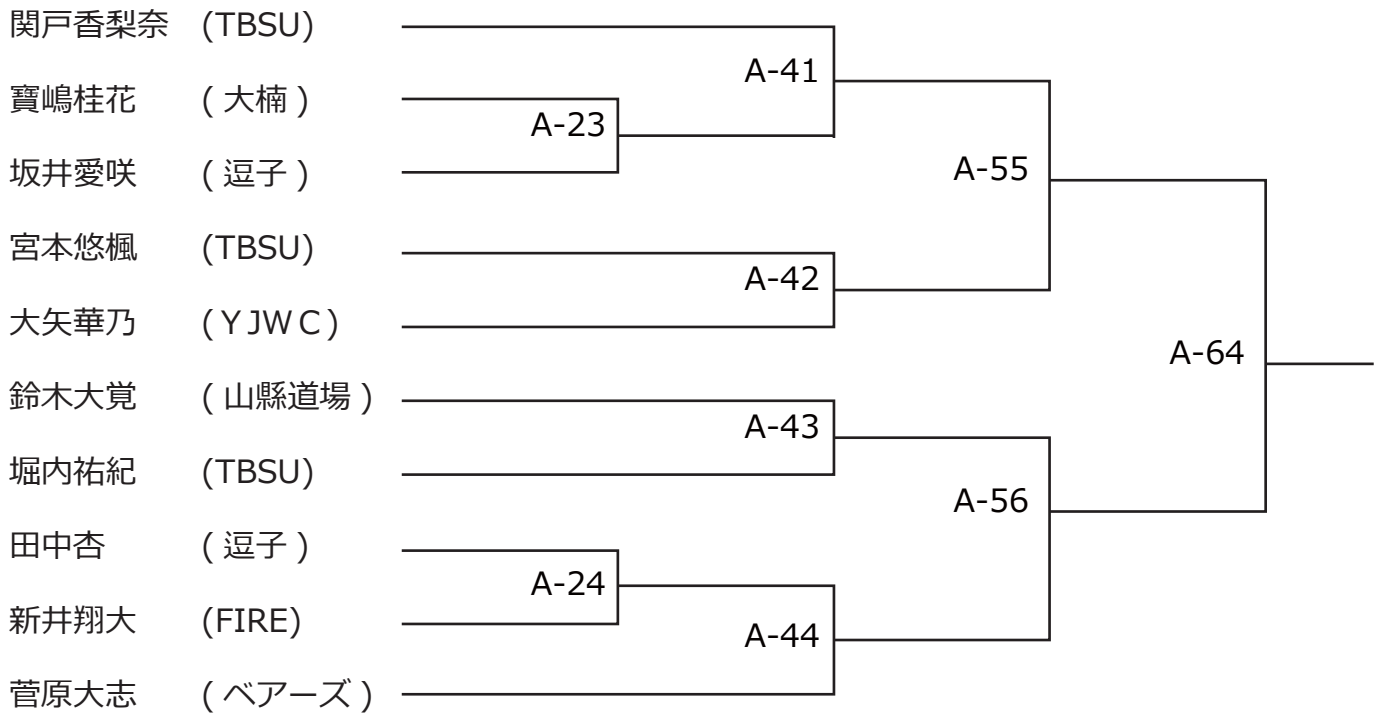 関戸香梨奈 (TBSU)
A-41
寶嶋桂花 ( 大楠 )
A-23
坂井愛咲 ( 逗子 )
A-55
宮本悠楓 (TBSU)
A-42
大矢華乃 ( Y JW C )
A-64
鈴木大覚 ( 山縣道場 )
A-43
堀内祐紀 (TBSU)
A-56
田中杏 ( 逗子 )
A-24
新井翔大 (FIRE)
A-44
菅原大志 ( ベアーズ )